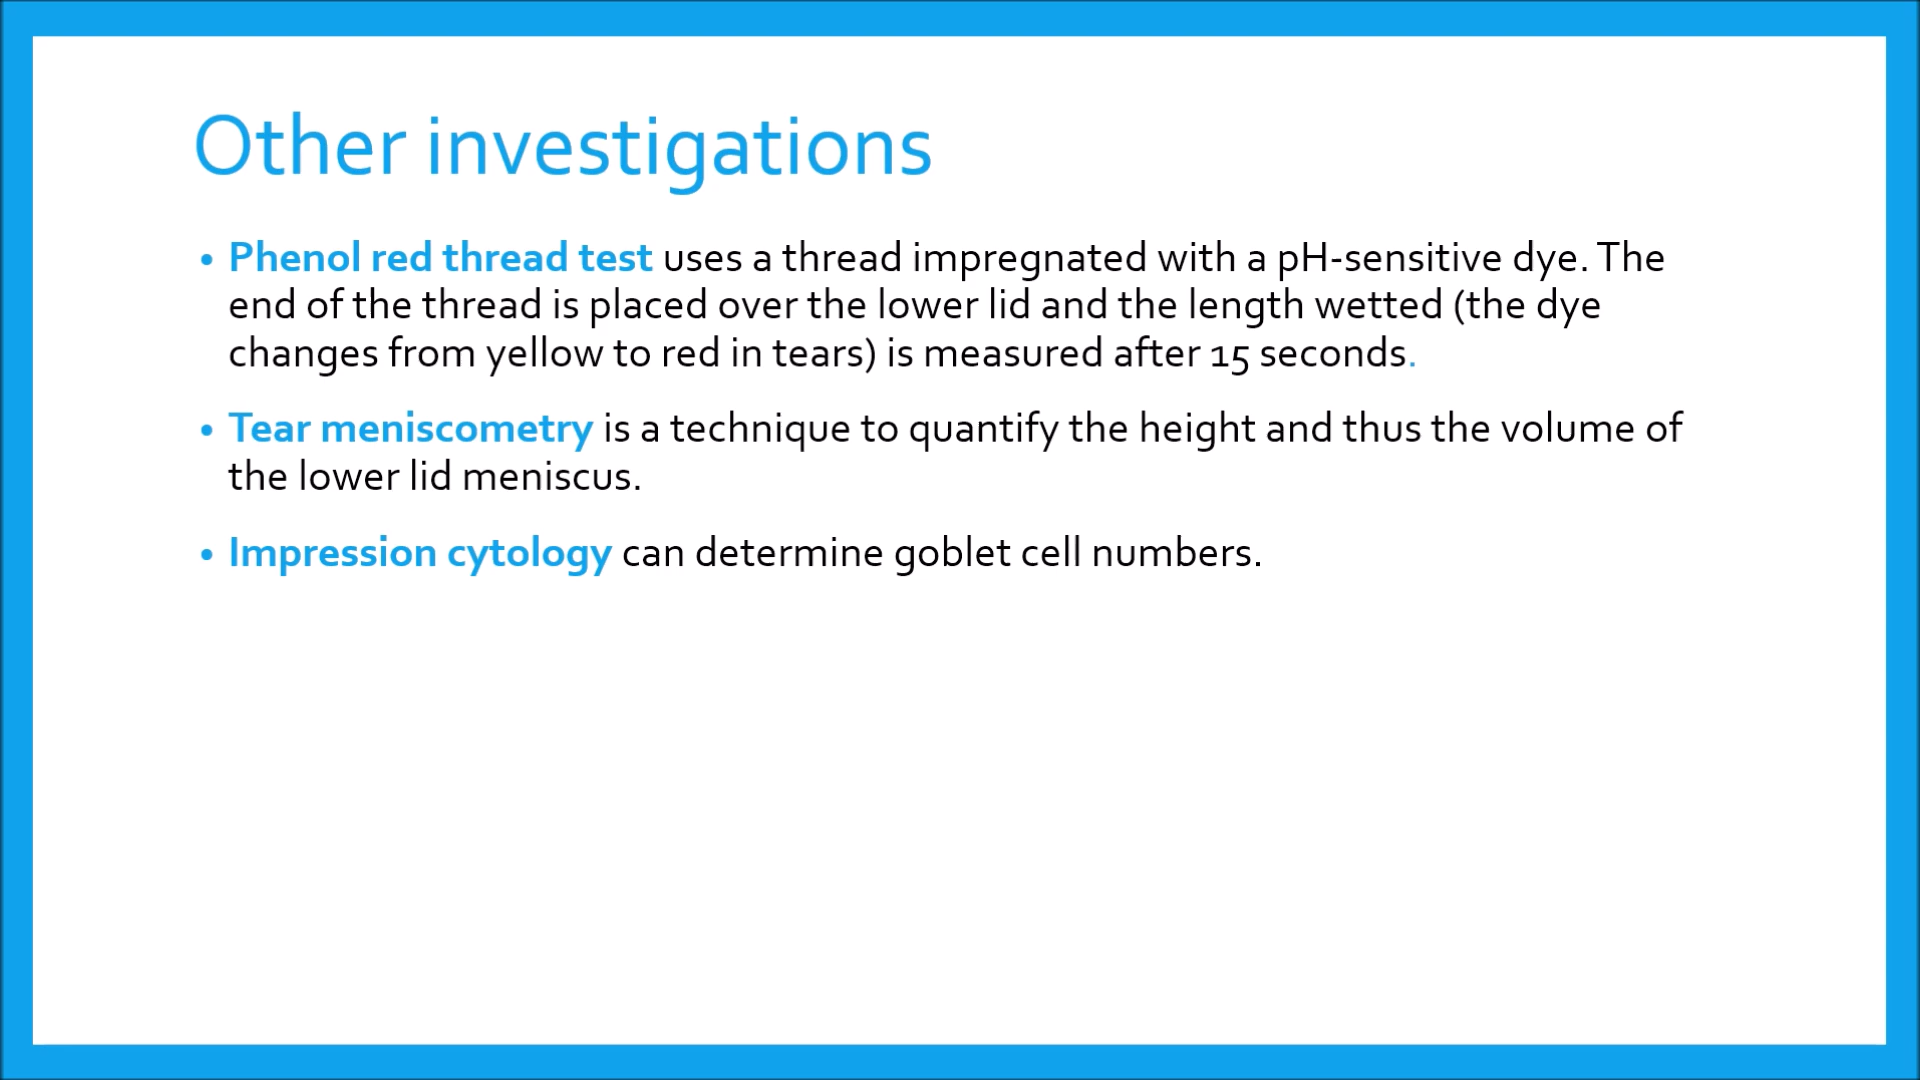 Other investigations
• Phenol red thread test uses a thread impregnated with a pH-sensitive dye. The
end of the thread is placed over the lower lid and the length wetted (the dye
changes from yellow to red in tears) is measured after 15 seconds.
• Tear meniscometry is a technique to quantify the height and thus the volume of
the lower lid meniscus.
• Impression cytology can determine goblet cell numbers.